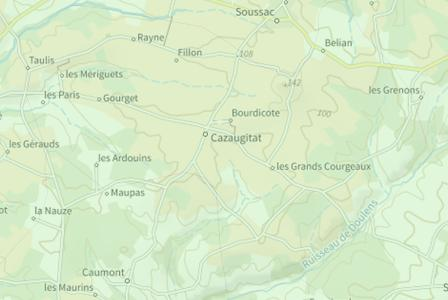 Soussac
Rayne
Belian
Fillon
108
Taulis
les Mériguets
142
les Grenons
les Paris
Gourget
100
Bourdicote
Cazaugitat
les Gérauds
les Ardouins
les Grands Courgeaux
Maupas
la Nauze
Ruisseau de Doulens
Caumont
les Maurins